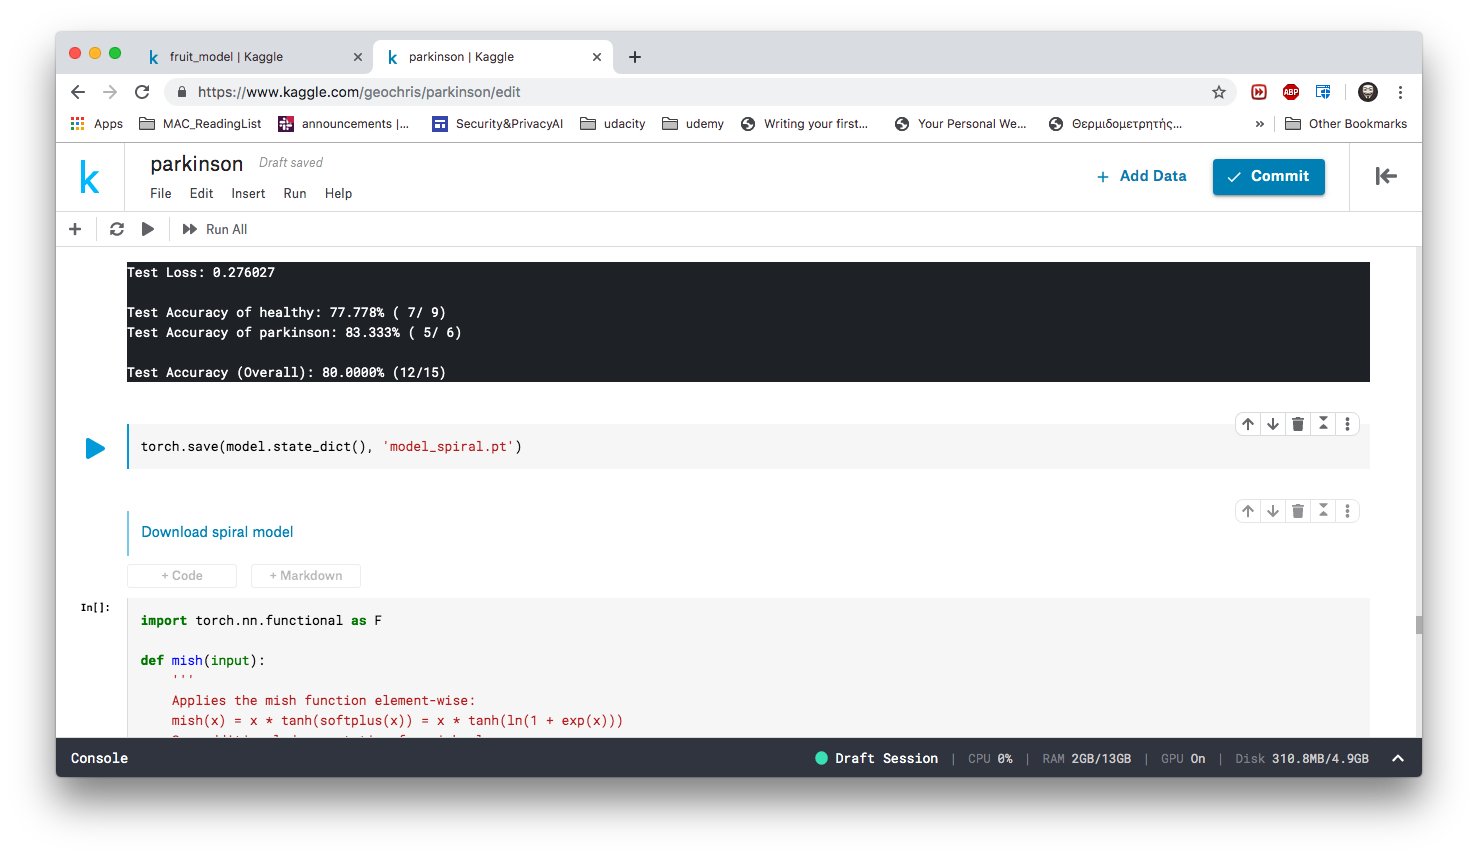 fruit_model | Kaggle
parkinson | Kaggle
https://www.kaggle.com/geochris/parkinson/edit
ABP
Apps MAC_ReadingList announcements |... Security&PrivacyAI udacity udemy Writing your first... Your Personal We... Θερμιδομετρητής... » Other Bookmarks
k parkinson Draft saved
File Edit Insert Run Help
+ Add Data Commit
Run All
Test Loss: 0.276027
Test Accuracy of healthy: 77.778% ( 7/ 9)
Test Accuracy of parkinson: 83.333% ( 5/ 6)
Test Accuracy (Overall): 80.0000% (12/15)
torch.save(model.state_dict(), 'model_spiral.pt')
Download spiral model
+ Code + Markdown
In[]:
import torch.nn.functional as F
def mish(input):
'''
Applies the mish function element-wise:
mish(x) = x * tanh(softplus(x)) = x * tanh(ln(1 + exp(x)))
Console Draft Session | CPU 0% | RAM 2GB/13GB | GPU On | Disk 310.8MB/4.9GB